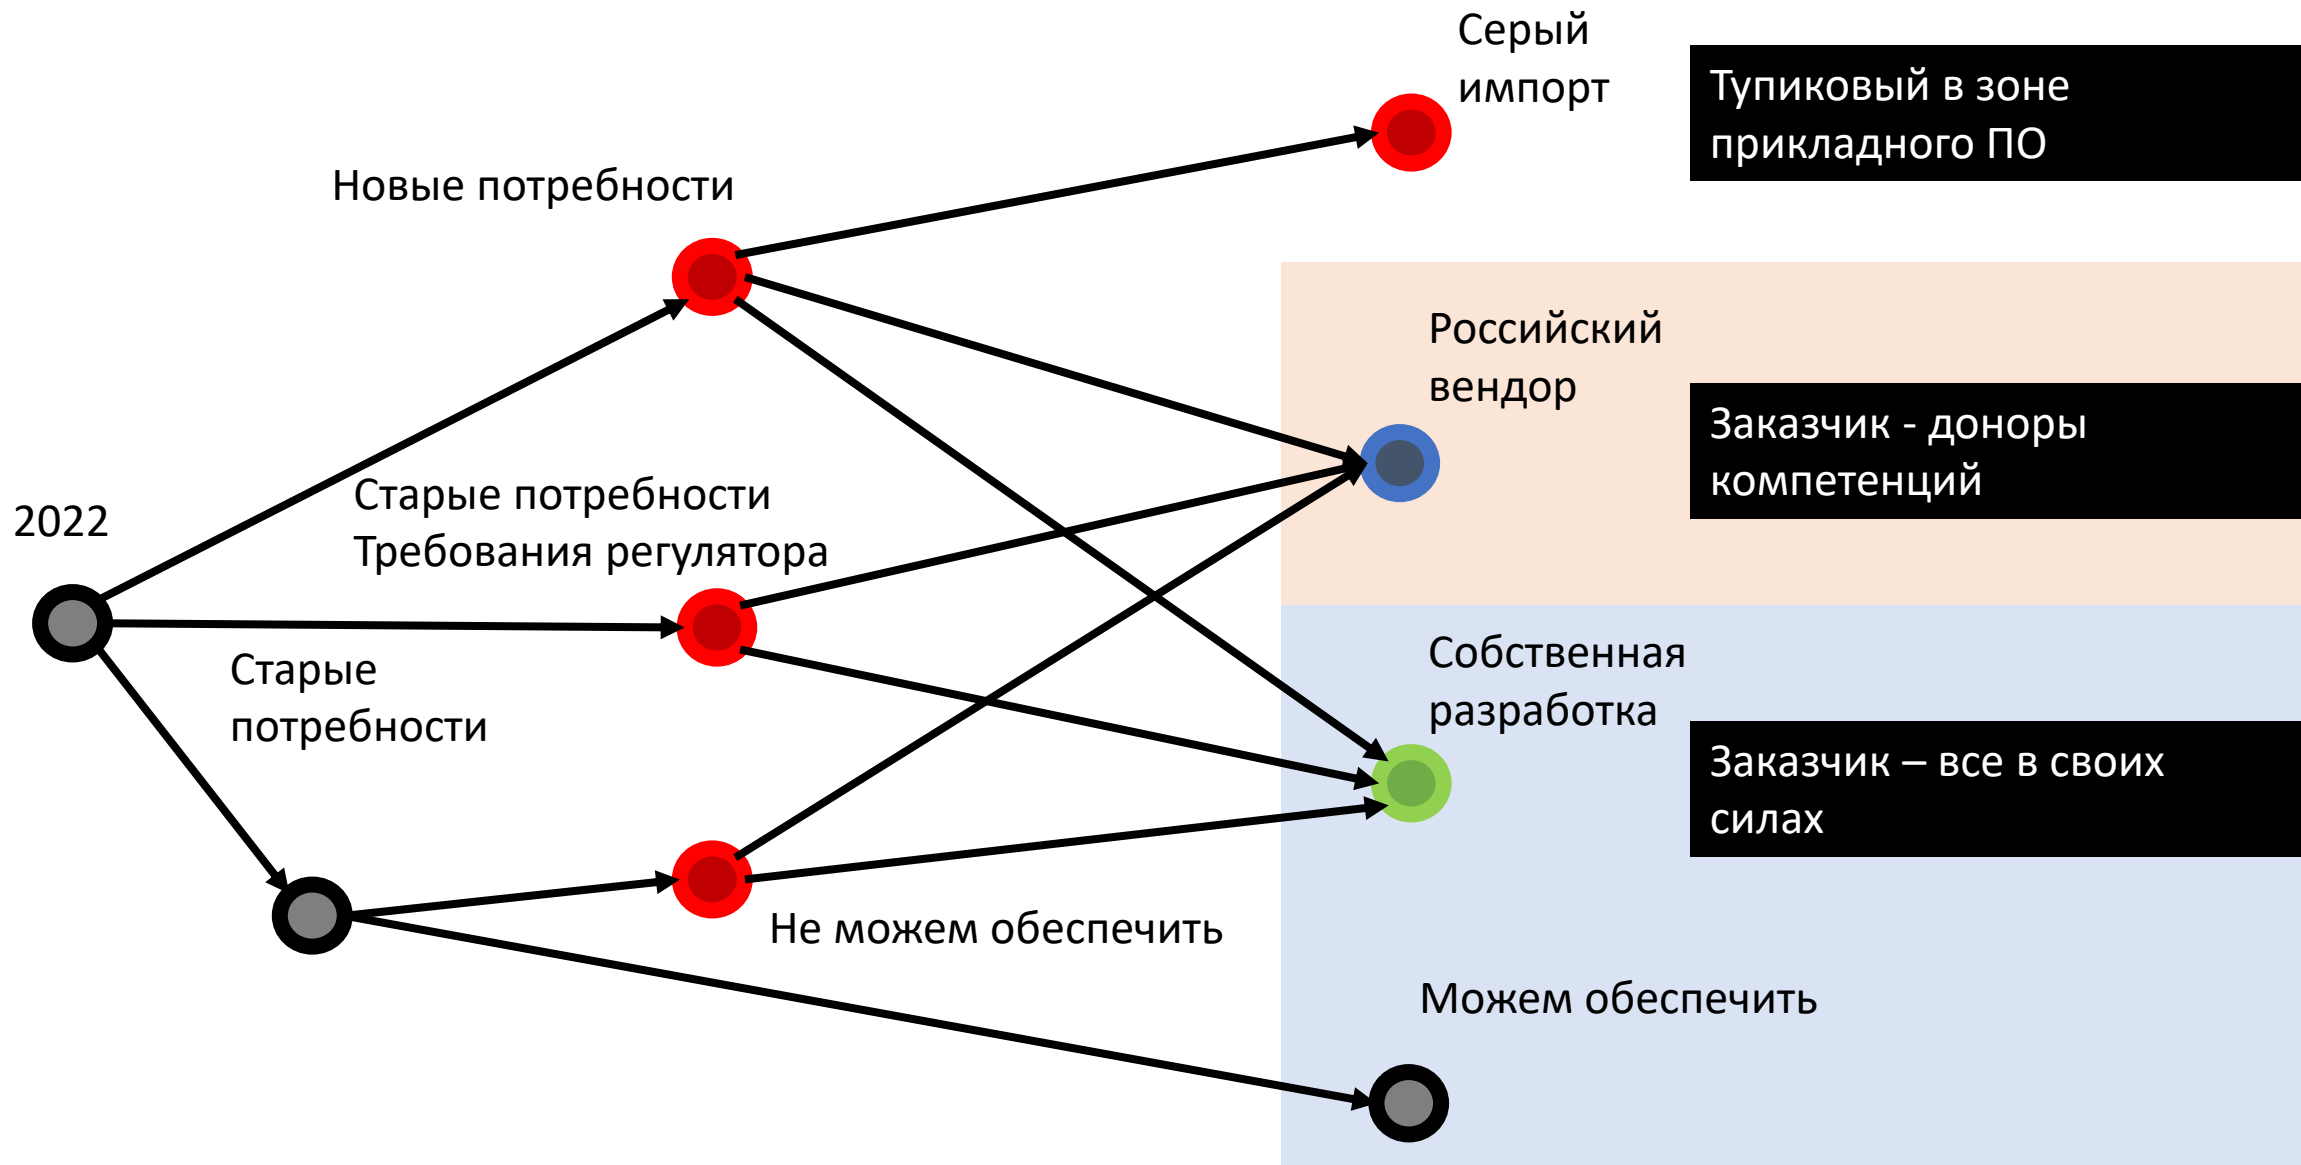 Серый
импорт
Тупиковый в зоне
прикладного ПО
Новые потребности
Российский
вендор
Заказчик - доноры
компетенций
Старые потребности
Требования регулятора
2022
Старые
потребности
Собственная
разработка
Заказчик – все в своих
силах
Не можем обеспечить
Можем обеспечить